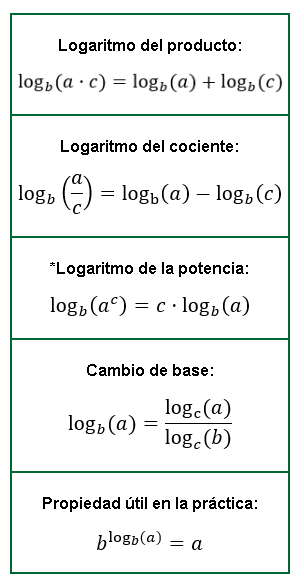 Logaritmo del producto:
log_b(a · c) = log_b(a) + log_b(c)
Logaritmo del cociente:
log_b(a/c) = log_b(a) − log_b(c)
*Logaritmo de la potencia:
log_b(a^c) = c · log_b(a)
Cambio de base:
log_b(a) = log_c(a)/log_c(b)
Propiedad útil en la práctica:
b^(log_b(a)) = a